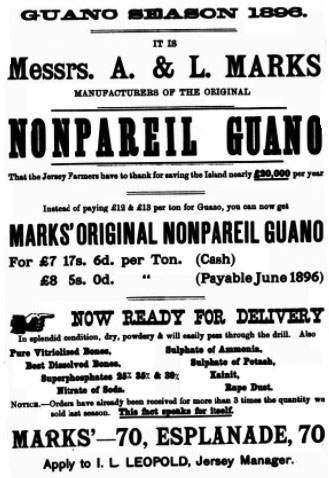 GUANO SEASON 1896.
IT IS
Messrs. A. & L. MARKS
MANUFACTURERS OF THE ORIGINAL
NONPAREIL GUANO
That the Jersey Farmers have to thank for saving the Island nearly £20,000 per year
Instead of paying £12 & £13 per ton for Guano, you can now get
MARKS' ORIGINAL NONPAREIL GUANO
For £7 17s. 6d. per Ton. (Cash)
£8 5s. 0d. " (Payable June 1896)
NOW READY FOR DELIVERY
In splendid condition, dry, powdery & will easily pass through the drill. Also
Pure Vitriolized Bones, Sulphate of Ammonia,
Best Dissolved Bones, Sulphate of Potash,
Superphosphates 25% 35% & 38% Kainit,
Nitrate of Soda. Rape Dust.
NOTICE.—Orders have already been received for more than 3 times the quantity we
sold last season. This fact speaks for itself.
MARKS'—70, ESPLANADE, 70
Apply to I. L. LEOPOLD, Jersey Manager.